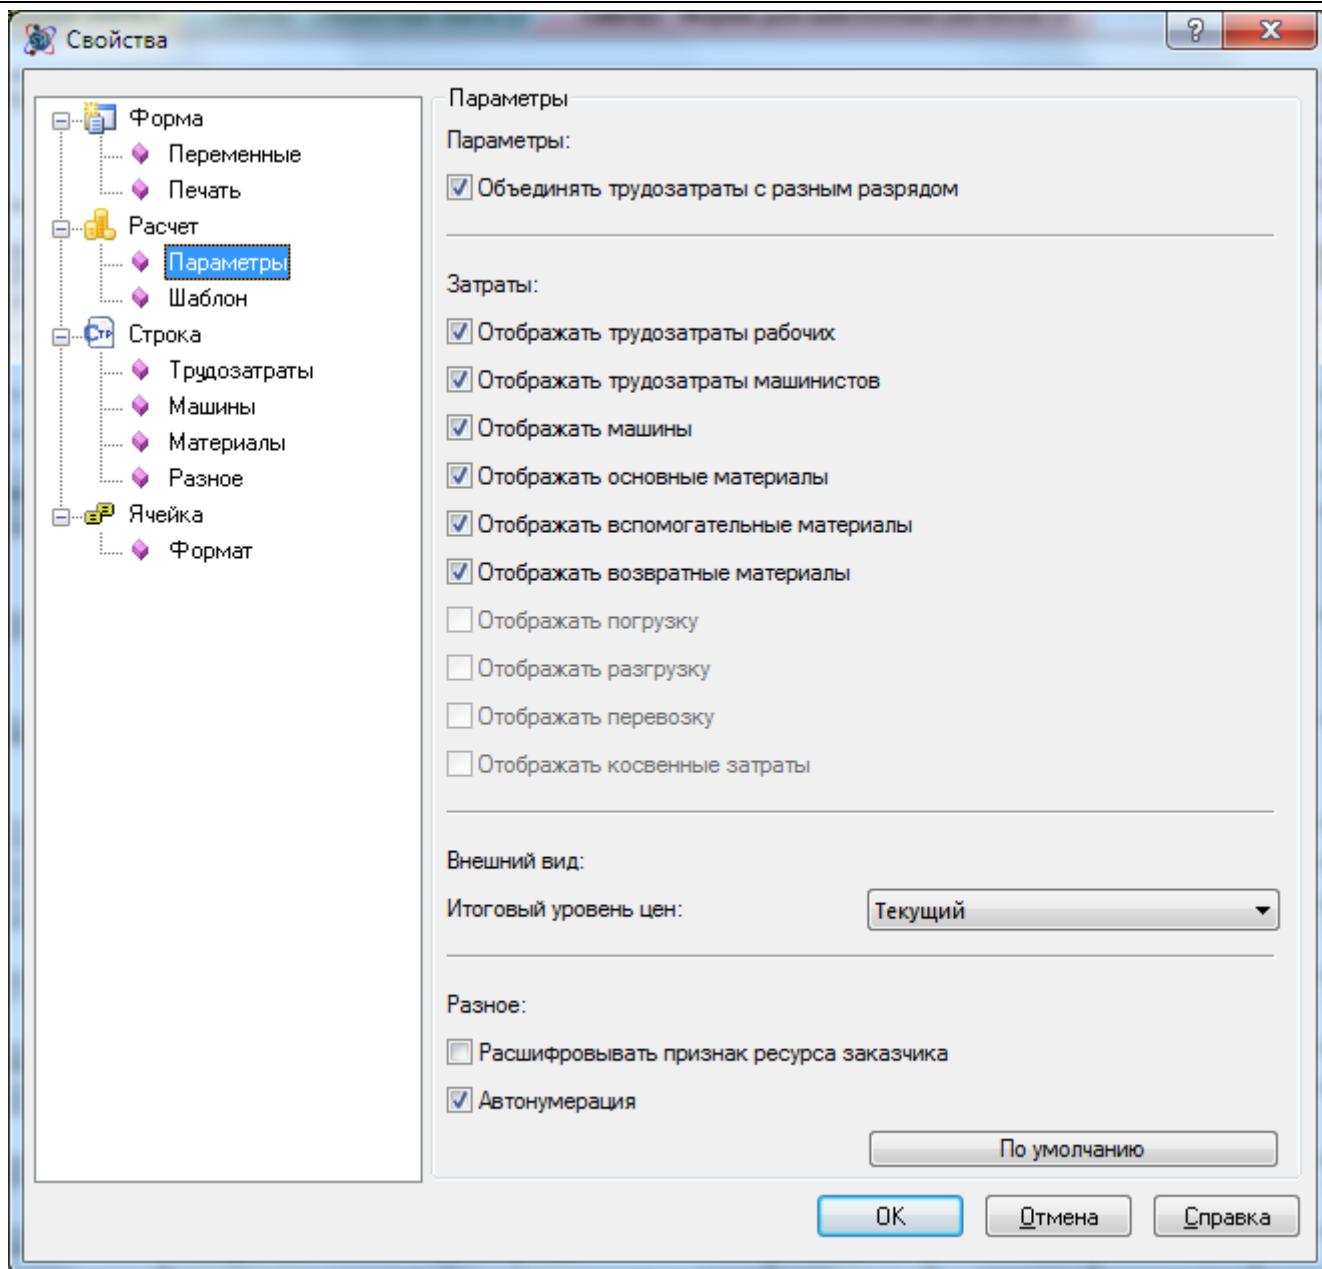 Свойства
?
X
Форма
Переменные
Печать
Расчет
Параметры
Шаблон
Стр
Строка
Трудозатраты
Машины
Материалы
Разное
Ячейка
Формат
Параметры
Параметры:
Объединять трудозатраты с разным разрядом
Затраты:
Отображать трудозатраты рабочих
Отображать трудозатраты машинистов
Отображать машины
Отображать основные материалы
Отображать вспомогательные материалы
Отображать возвратные материалы
Отображать погрузку
Отображать разгрузку
Отображать перевозку
Отображать косвенные затраты
Внешний вид:
Итоговый уровень цен: Текущий
Разное:
Расшифровывать признак ресурса заказчика
Автонумерация
По умолчанию
ОК Отмена Справка